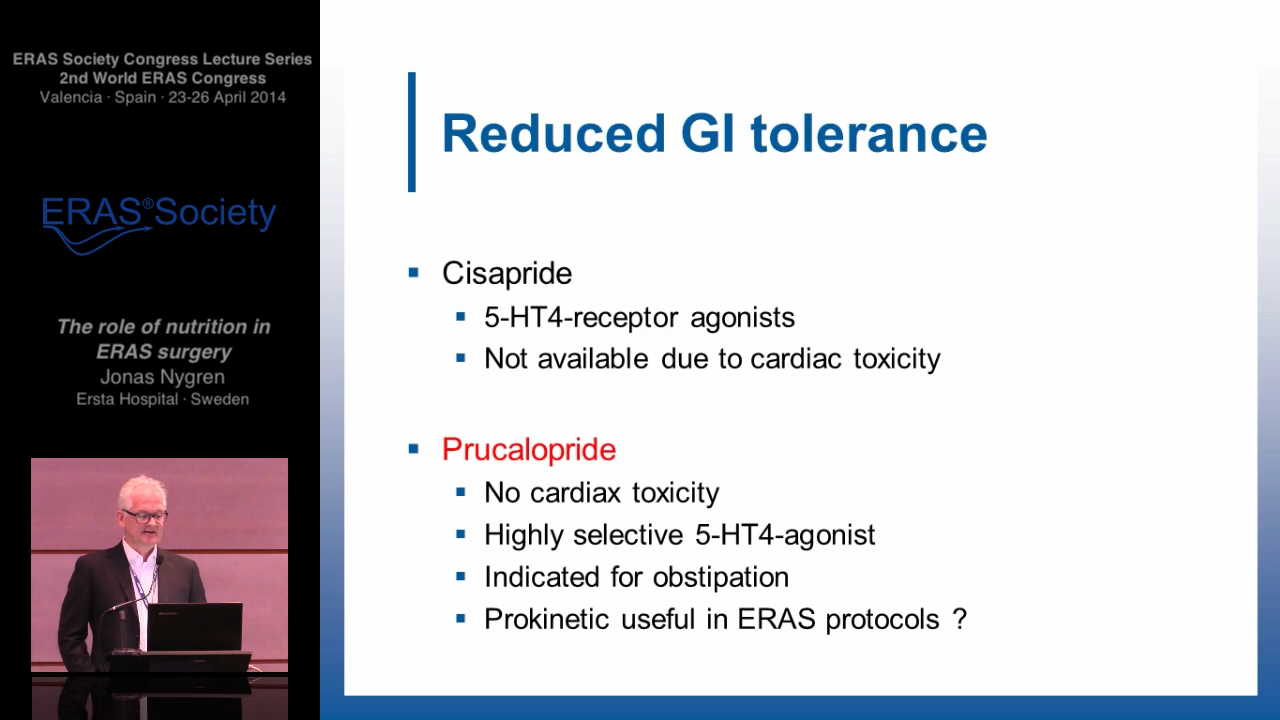 ERAS Society Congress Lecture Series
2nd World ERAS Congress
Valencia · Spain · 23-26 April 2014
ERAS®Society
The role of nutrition in
ERAS surgery
Jonas Nygren
Ersta Hospital · Sweden
Reduced GI tolerance
Cisapride
5-HT4-receptor agonists
Not available due to cardiac toxicity
Prucalopride
No cardiax toxicity
Highly selective 5-HT4-agonist
Indicated for obstipation
Prokinetic useful in ERAS protocols ?